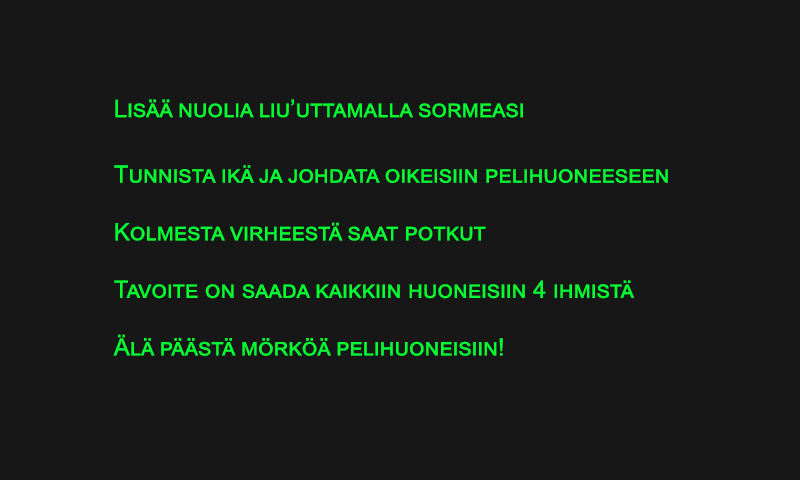 Lisää nuolia liu'uttamalla sormeasi
Tunnista ikä ja johdata oikeisiin pelihuoneeseen
Kolmesta virheestä saat potkut
Tavoite on saada kaikkiin huoneisiin 4 ihmistä
Älä päästä mörköä pelihuoneisiin!